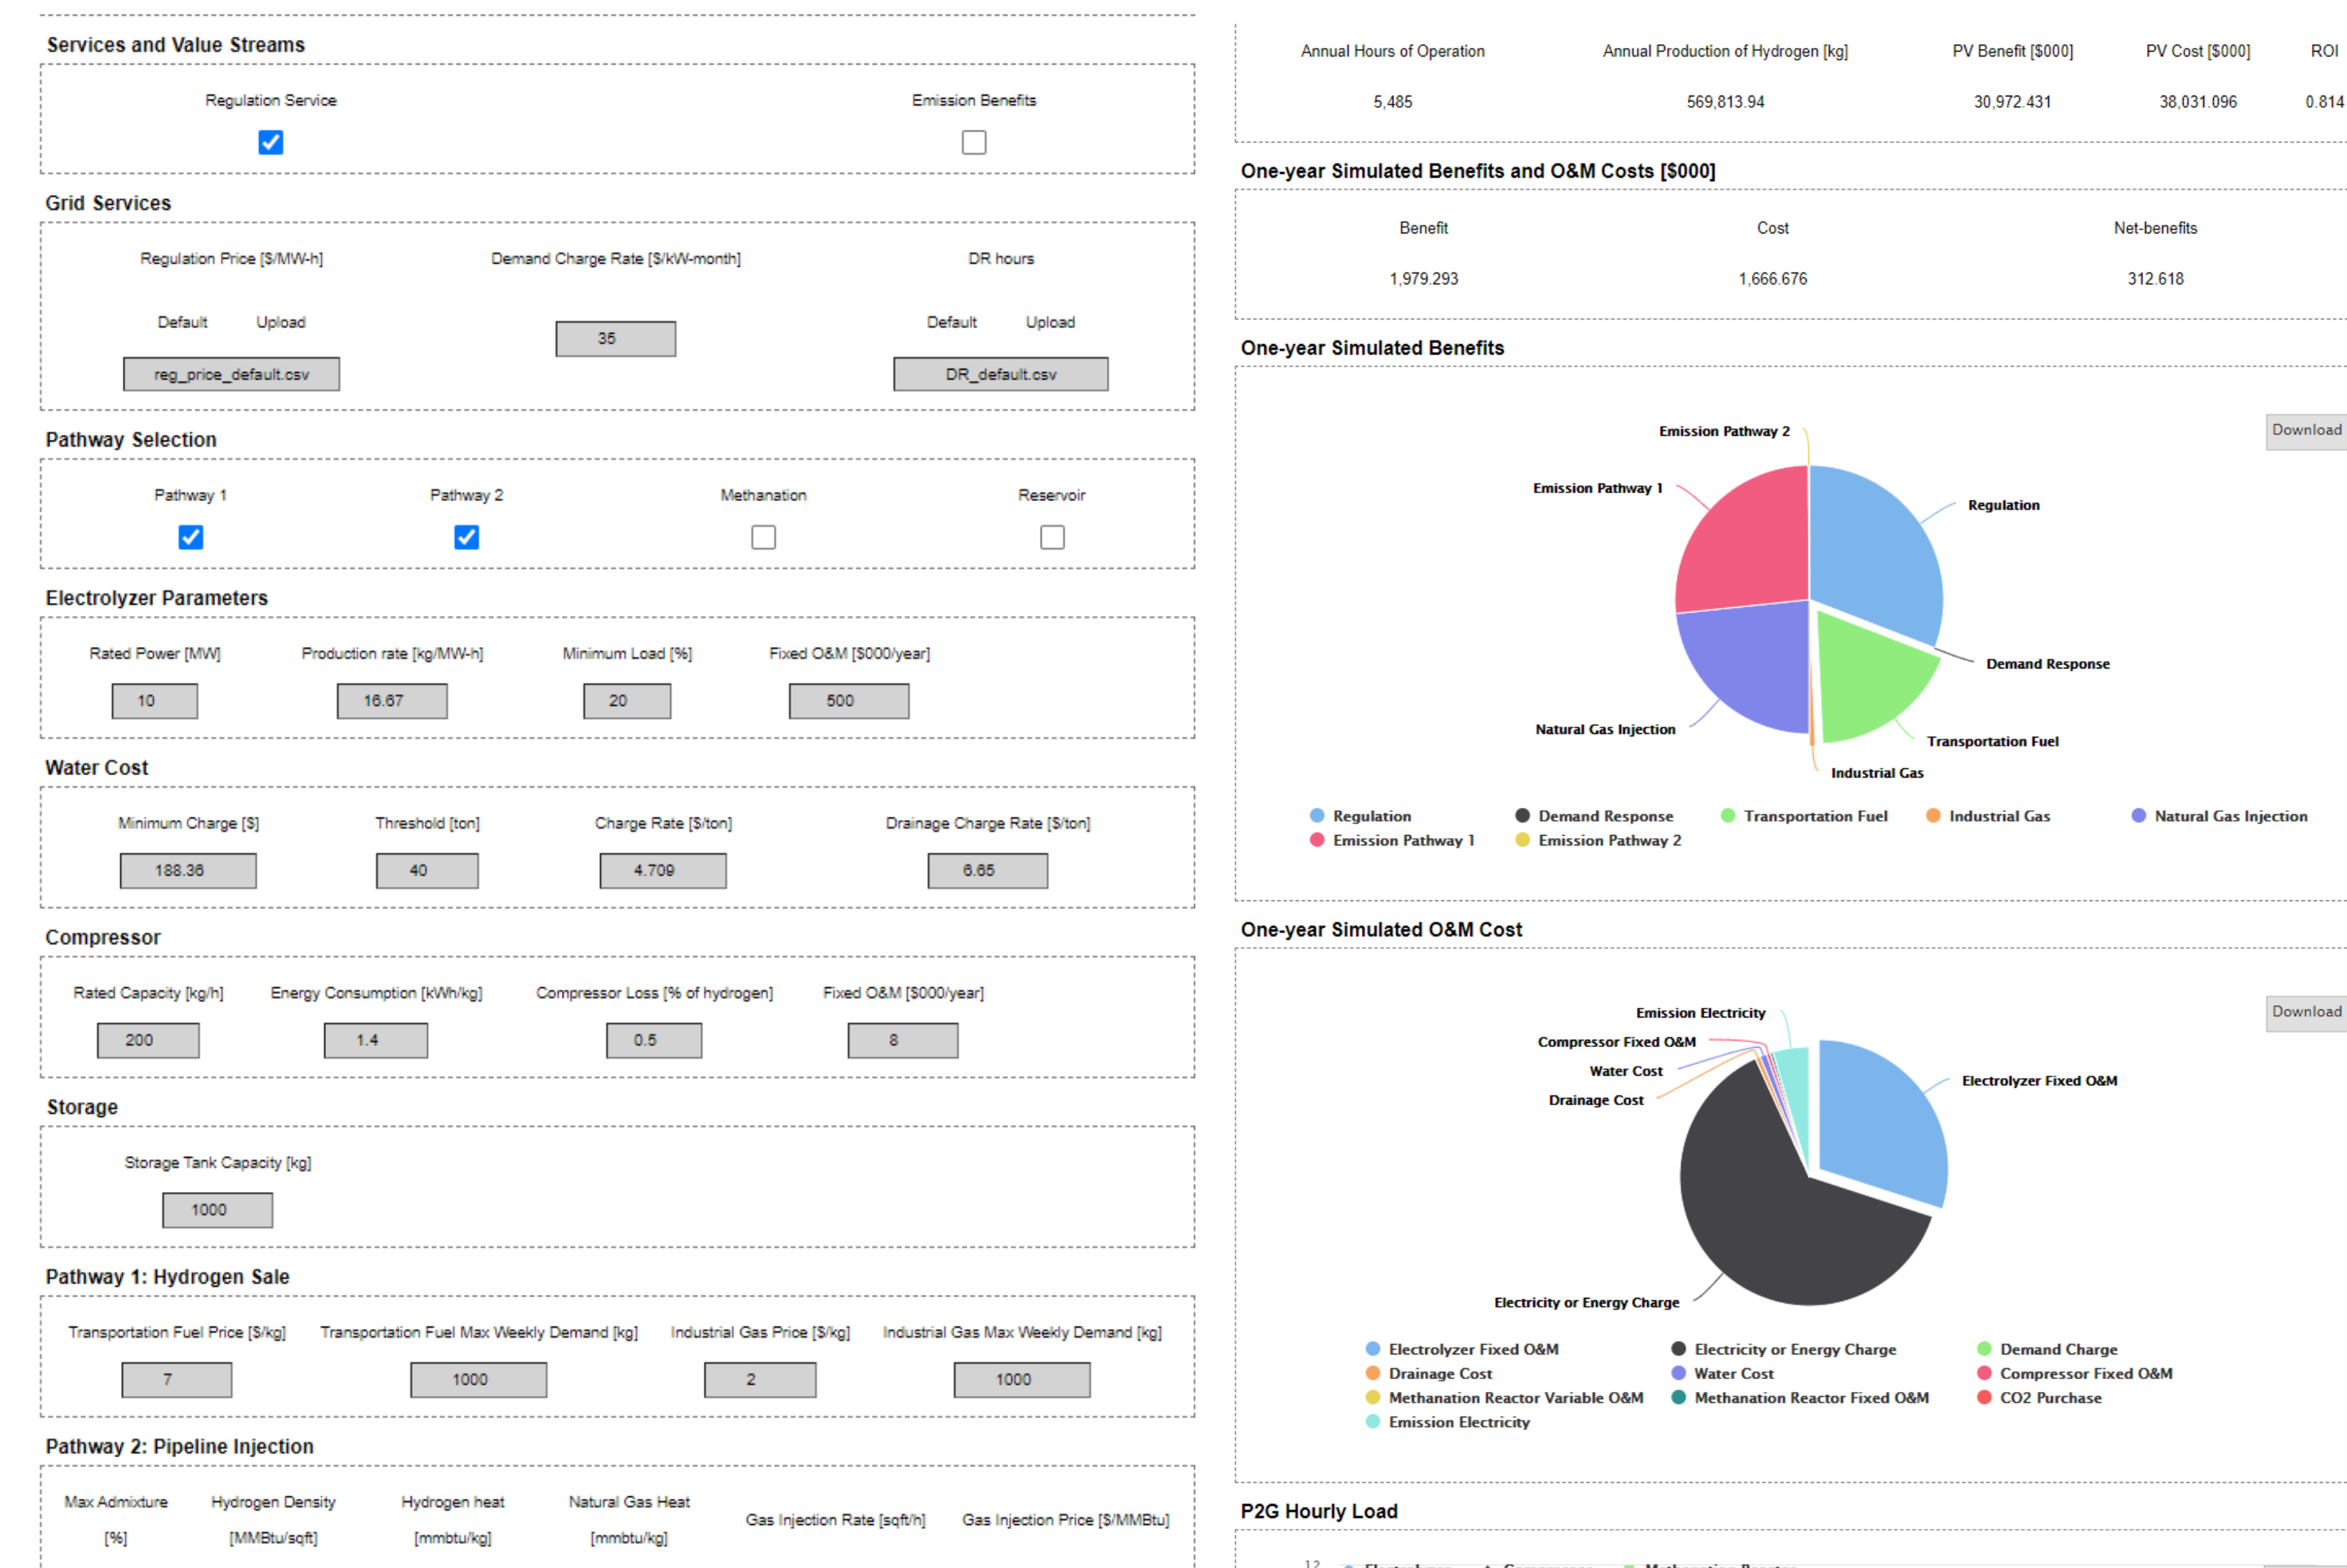 Services and Value Streams
Regulation Service Emission Benefits
Grid Services
Regulation Price [$/MW-h] Demand Charge Rate [$/kW-month] DR hours
Default Upload Default Upload
35
reg_price_default.csv DR_default.csv
Pathway Selection
Pathway 1 Pathway 2 Methanation Reservoir
Electrolyzer Parameters
Rated Power [MW] Production rate [kg/MW-h] Minimum Load [%] Fixed O&M [$000/year]
10 16.67 20 500
Water Cost
Minimum Charge [$] Threshold [ton] Charge Rate [$/ton] Drainage Charge Rate [$/ton]
188.36 40 4.709 6.65
Compressor
Rated Capacity [kg/h] Energy Consumption [kWh/kg] Compressor Loss [% of hydrogen] Fixed O&M [$000/year]
200 1.4 0.5 8
Storage
Storage Tank Capacity [kg]
1000
Pathway 1: Hydrogen Sale
Transportation Fuel Price [$/kg] Transportation Fuel Max Weekly Demand [kg] Industrial Gas Price [$/kg] Industrial Gas Max Weekly Demand [kg]
7 1000 2 1000
Pathway 2: Pipeline Injection
Max Admixture Hydrogen Density Hydrogen heat Natural Gas Heat
Gas Injection Rate [sqft/h] Gas Injection Price [$/MMBtu]
[%] [MMBtu/sqft] [mmbtu/kg] [mmbtu/kg]
Annual Hours of Operation Annual Production of Hydrogen [kg] PV Benefit [$000] PV Cost [$000] ROI
5,485 569,813.94 30,972.431 38,031.096 0.814
One-year Simulated Benefits and O&M Costs [$000]
Benefit Cost Net-benefits
1,979.293 1,666.676 312.618
One-year Simulated Benefits
Download
Emission Pathway 2
Emission Pathway 1
Regulation
Demand Response
Natural Gas Injection
Transportation Fuel
Industrial Gas
Regulation Demand Response Transportation Fuel Industrial Gas Natural Gas Injection
Emission Pathway 1 Emission Pathway 2
One-year Simulated O&M Cost
Download
Emission Electricity
Compressor Fixed O&M
Water Cost
Electrolyzer Fixed O&M
Drainage Cost
Electricity or Energy Charge
Electrolyzer Fixed O&M Electricity or Energy Charge Demand Charge
Drainage Cost Water Cost Compressor Fixed O&M
Methanation Reactor Variable O&M Methanation Reactor Fixed O&M CO2 Purchase
Emission Electricity
P2G Hourly Load
12